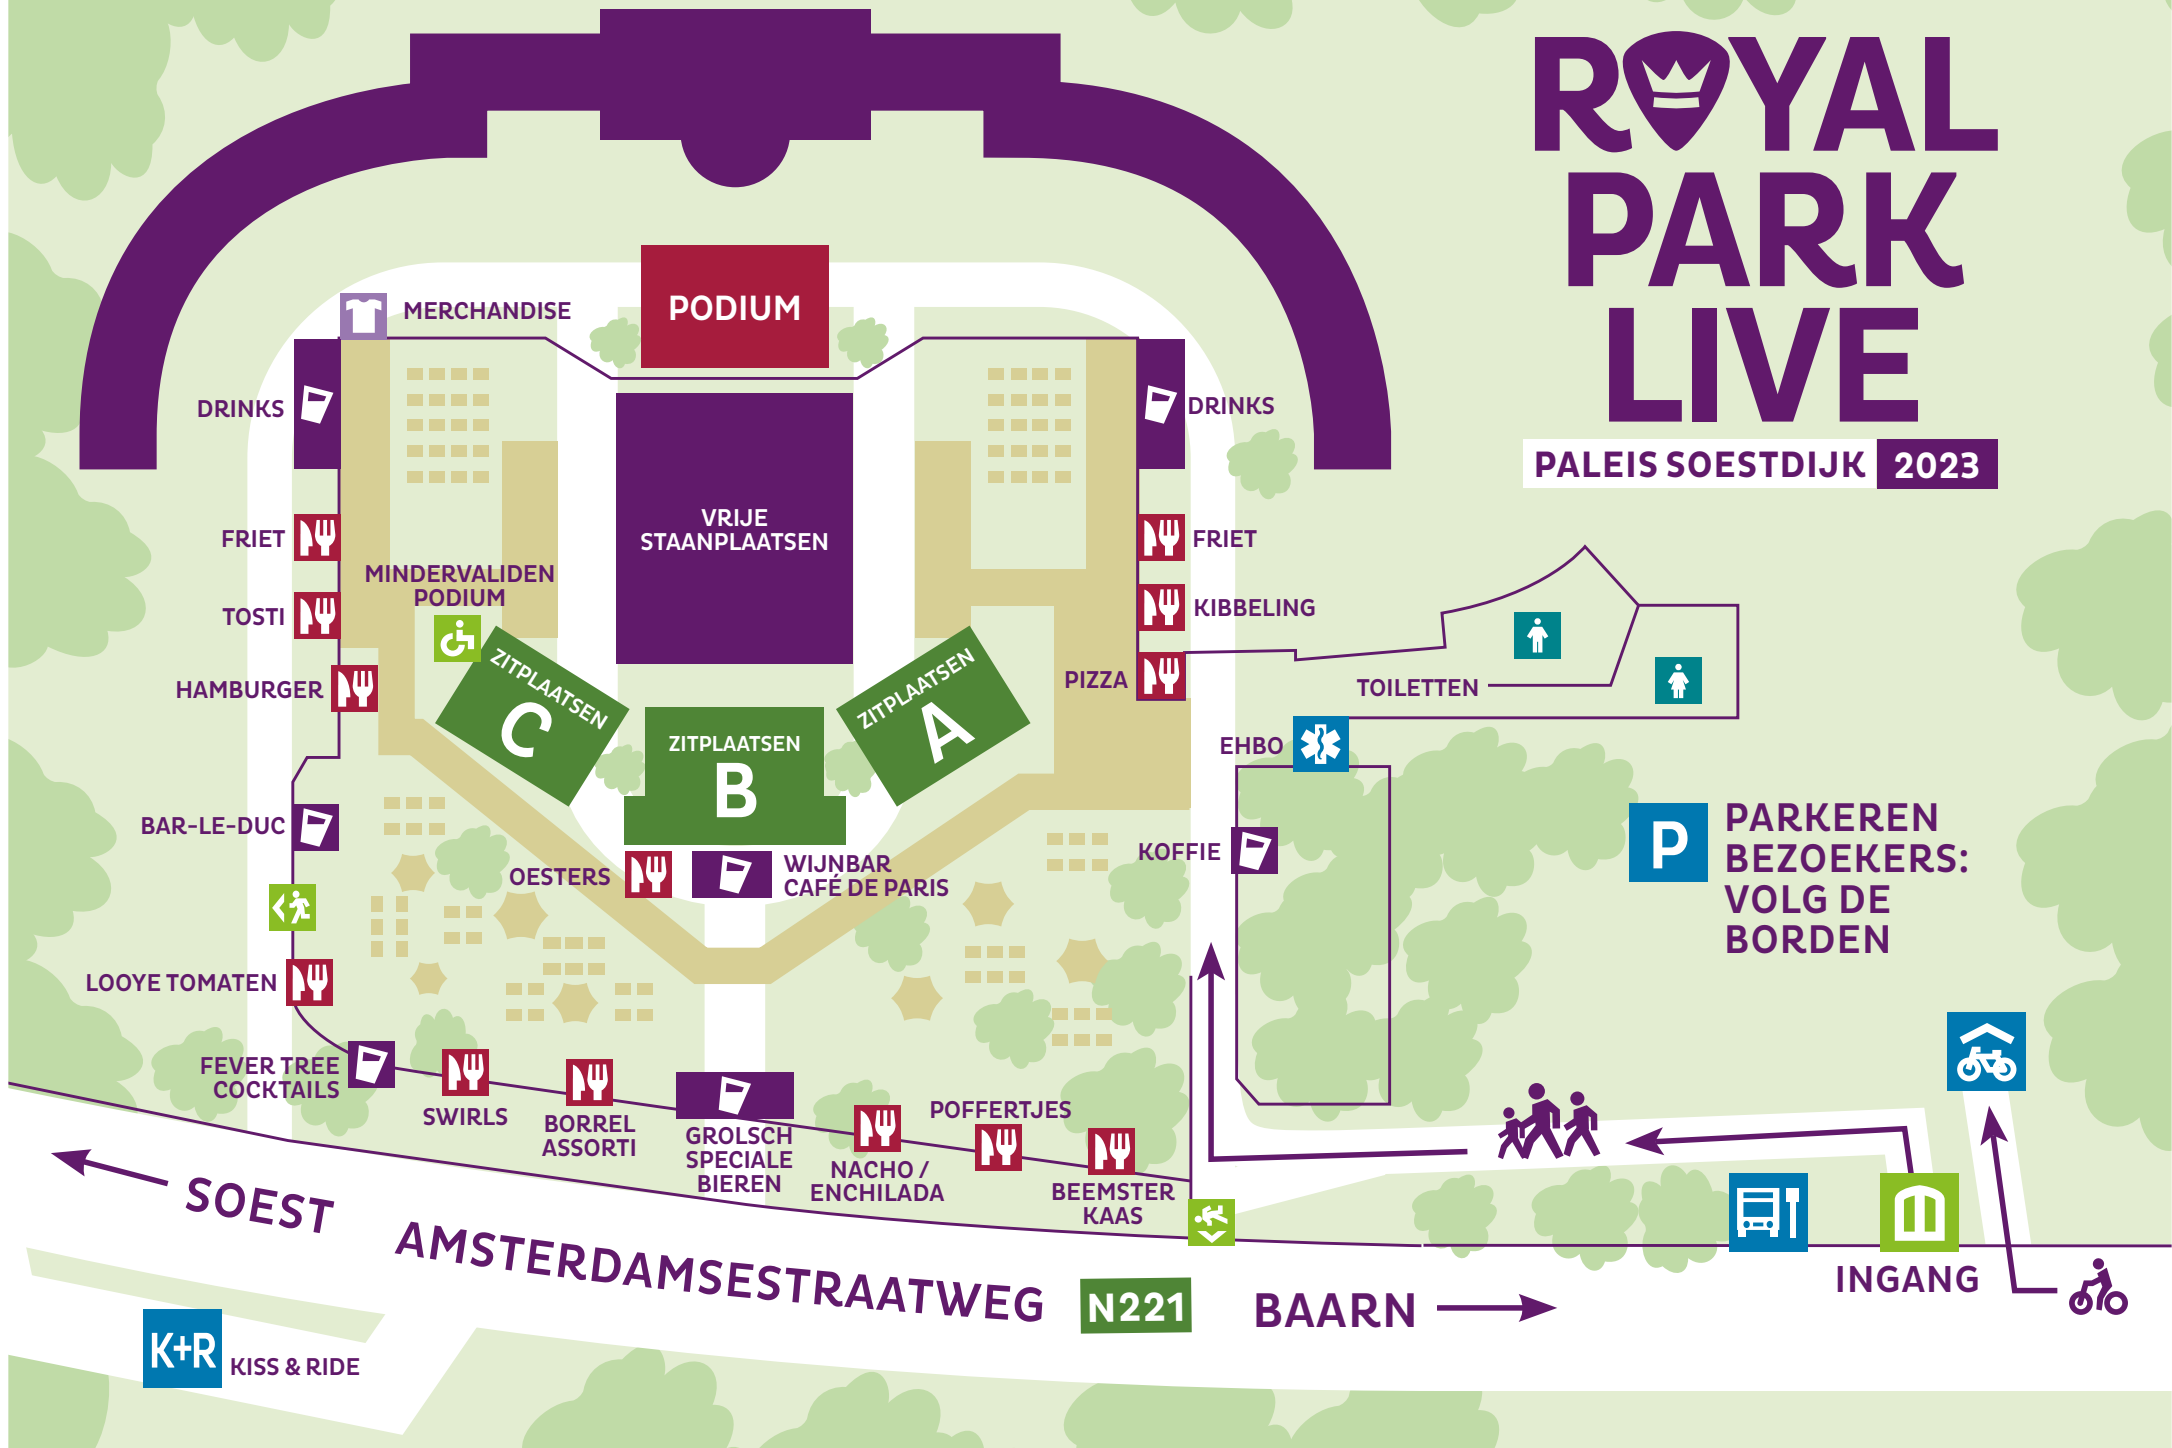 ROYAL
PARK
LIVE
PALEIS SOESTDIJK 2023
PODIUM
MERCHANDISE
DRINKS
DRINKS
VRIJE
STAANPLAATSEN
FRIET
FRIET
MINDERVALIDEN
PODIUM
TOSTI
KIBBELING
HAMBURGER
PIZZA
TOILETTEN
ZITPLAATSEN
C
ZITPLAATSEN
B
ZITPLAATSEN
A
EHBO
BAR-LE-DUC
OESTERS
WIJNBAR
CAFÉ DE PARIS
KOFFIE
P
PARKEREN
BEZOEKERS:
VOLG DE
BORDEN
LOOYE TOMATEN
FEVER TREE
COCKTAILS
SWIRLS
BORREL
ASSORTI
GROLSCH
SPECIALE
BIEREN
NACHO /
ENCHILADA
POFFERTJES
BEEMSTER
KAAS
INGANG
SOEST
AMSTERDAMSESTRAATWEG
N221
BAARN
K+R
KISS & RIDE